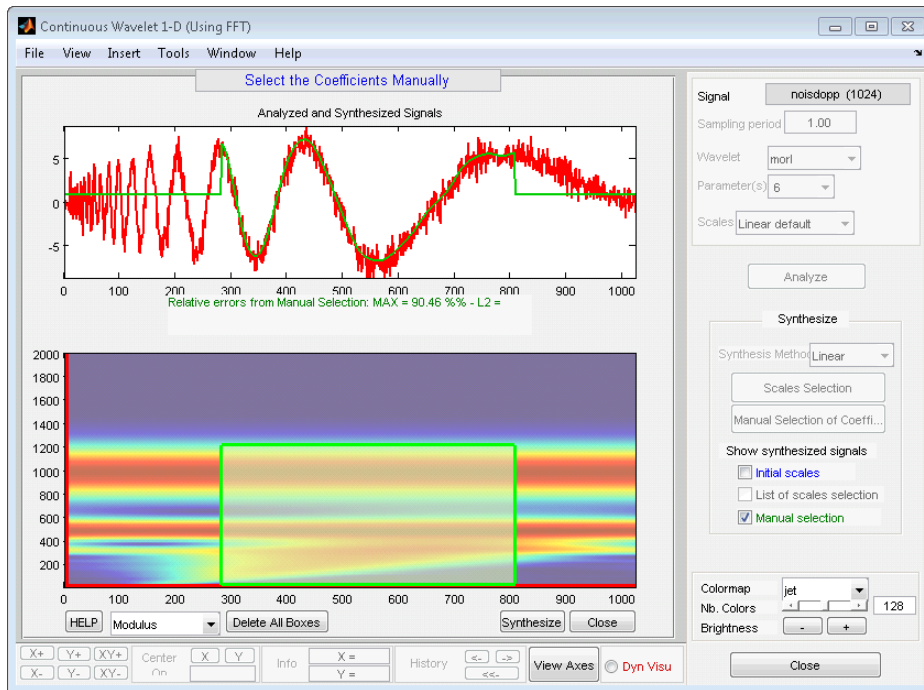 Continuous Wavelet 1-D (Using FFT)
File View Insert Tools Window Help
Select the Coefficients Manually
Analyzed and Synthesized Signals
5
0
-5
0 100 200 300 400 500 600 700 800 900 1000
Relative errors from Manual Selection: MAX = 90.46 %% - L2 =
2000
1800
1600
1400
1200
1000
800
600
400
200
0 100 200 300 400 500 600 700 800 900 1000
HELP Modulus Delete All Boxes Synthesize Close
Signal noisdopp (1024)
Sampling period 1.00
Wavelet morl
Parameter(s) 6
Scales Linear default
Analyze
Synthesize
Synthesis Method Linear
Scales Selection
Manual Selection of Coeffi...
Show synthesized signals
Initial scales
List of scales selection
Manual selection
Colormap jet
Nb. Colors 128
Brightness - +
X+ Y+ XY+
X- Y- XY-
Center On X Y
Info X =
Y =
History <- ->
<<-
View Axes
Dyn Visu
Close